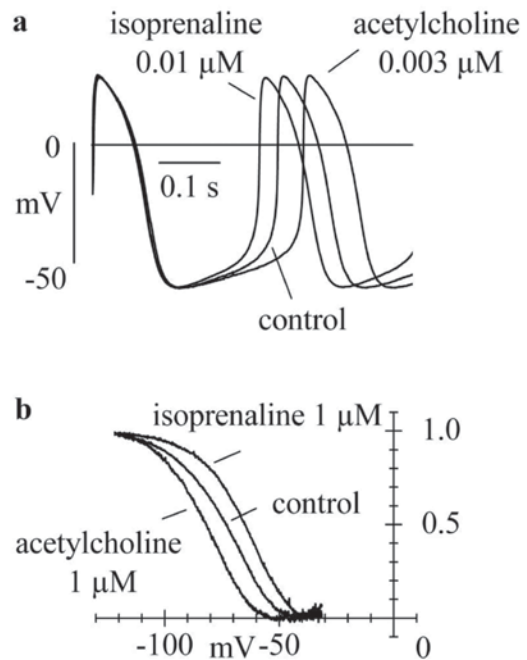 a
isoprenaline
0.01 µM
acetylcholine
0.003 µM
0
0.1 s
mV
-50
control
b
isoprenaline 1 µM
1.0
control
0.5
acetylcholine
1 µM
-100 mV -50 0